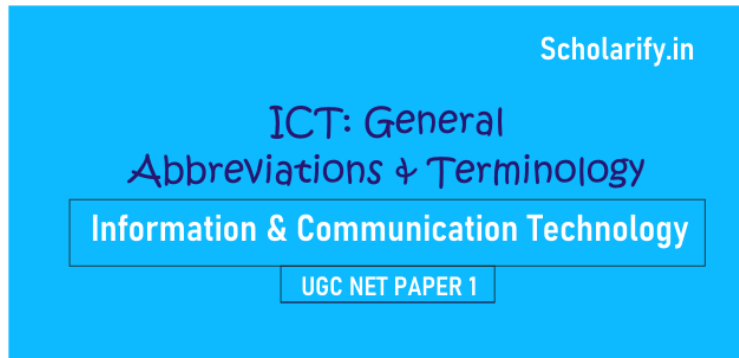 Scholarify.in
ICT: General
Abbreviations & Terminology
Information & Communication Technology
UGC NET PAPER 1